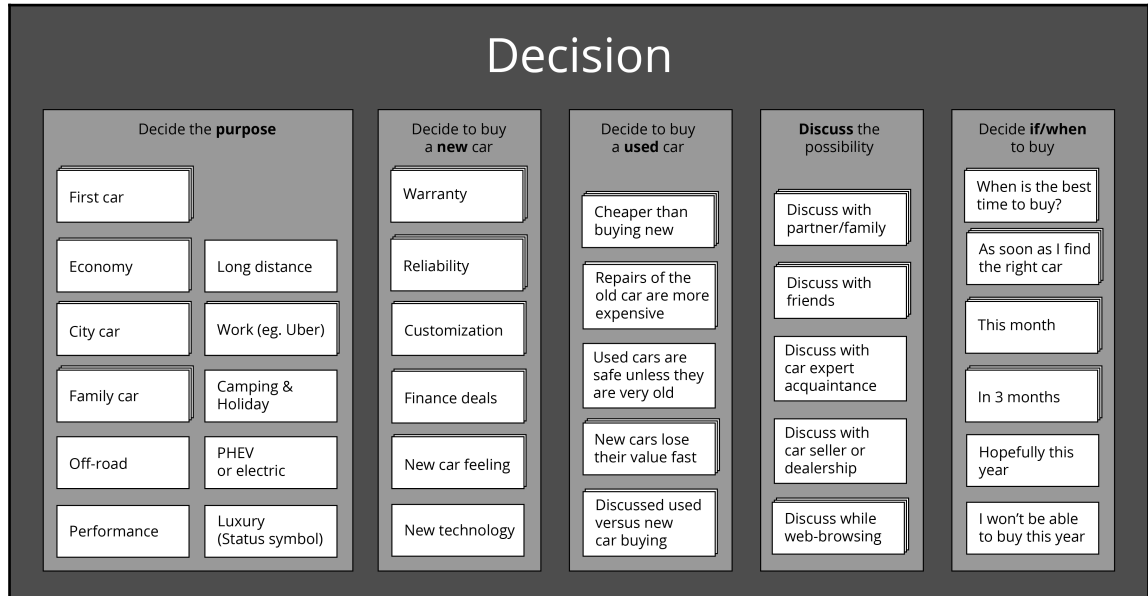 Decision
Decide the purpose
First car
Economy
Long distance
City car
Work (eg. Uber)
Family car
Camping &
Holiday
Off-road
PHEV
or electric
Performance
Luxury
(Status symbol)
Decide to buy
a new car
Warranty
Reliability
Customization
Finance deals
New car feeling
New technology
Decide to buy
a used car
Cheaper than
buying new
Repairs of the
old car are more
expensive
Used cars are
safe unless they
are very old
New cars lose
their value fast
Discussed used
versus new
car buying
Discuss the
possibility
Discuss with
partner/family
Discuss with
friends
Discuss with
car expert
acquaintance
Discuss with
car seller or
dealership
Discuss while
web-browsing
Decide if/when
to buy
When is the best
time to buy?
As soon as I find
the right car
This month
In 3 months
Hopefully this
year
I won't be able
to buy this year